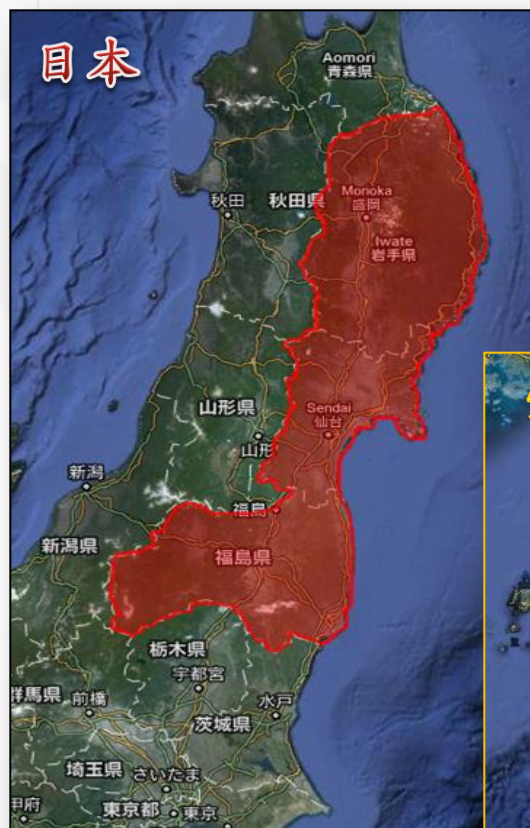 日本
Aomori
青森県
Morioka
盛岡
秋田
秋田県
Iwate
岩手県
山形県
Sendai
仙台
山形
新潟
福島
新潟県
福島県
栃木県
宇都宮
群馬県
前橋
水戸
茨城県
埼玉県
さいたま
甲府
東京都
東京